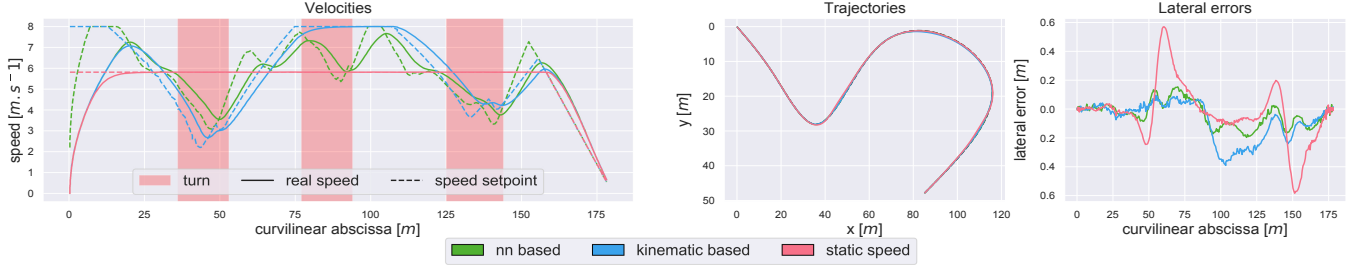 Velocities
8
7
6
5
4
3
2
1
0
speed [m.s − 1]
turn
real speed
speed setpoint
0 25 50 75 100 125 150 175
curvilinear abscissa [m]
Trajectories
0
10
20
30
40
50
y [m]
0 20 40 60 80 100 120
x [m]
Lateral errors
0.6
0.4
0.2
0.0
0.2
0.4
0.6
lateral error [m]
0 25 50 75 100 125 150 175
curvilinear abscissa [m]
nn based
kinematic based
static speed